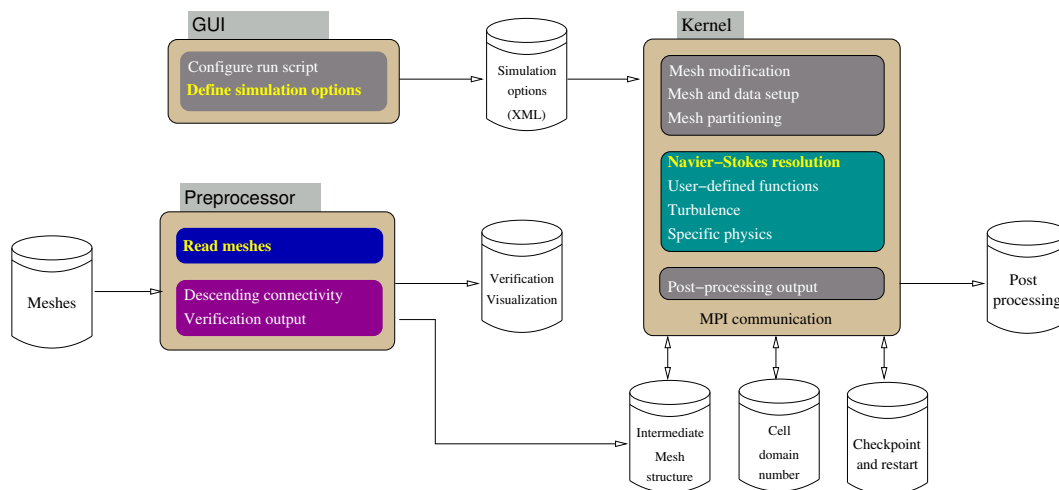 GUI
Configure run script
Define simulation options
Simulation
options
(XML)
Kernel
Mesh modification
Mesh and data setup
Mesh partitioning
Navier−Stokes resolution
User−defined functions
Turbulence
Specific physics
Post−processing output
MPI communication
Preprocessor
Read meshes
Descending connectivity
Verification output
Meshes
Verification
Visualization
Post
processing
Intermediate
Mesh
structure
Cell
domain
number
Checkpoint
and restart